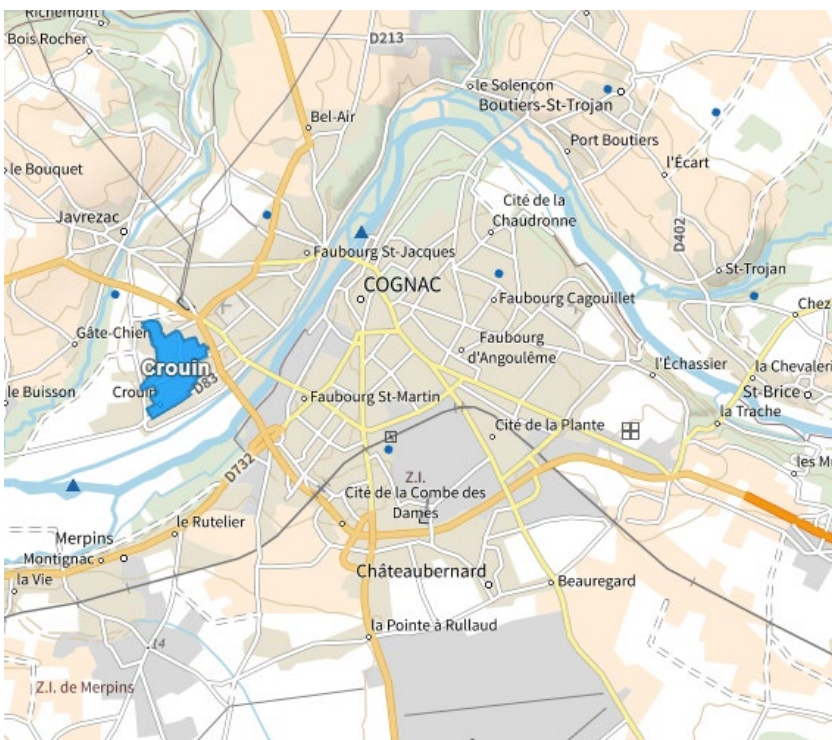 Richemont
Bois Rocher
D213
le Solençon
Boutiers-St-Trojan
Bel-Air
Port Boutiers
le Bouquet
l'Écart
Cité de la
Chaudronne
Javrezac
D402
Faubourg St-Jacques
St-Trojan
COGNAC
Faubourg Cagouillet
Gâte-Chien
Faubourg
d'Angoulême
Crouin
l'Échassier
la Chevaleri
le Buisson
Crouin
D83
Faubourg St-Martin
St-Brice
la Trache
Cité de la Plante
D732
Z.I.
Cité de la Combe des
Dames
le Rutelier
Merpins
Montignac
la Vie
Châteaubernard
Beauregard
la Pointe à Rullaud
14
Z.I. de Merpins